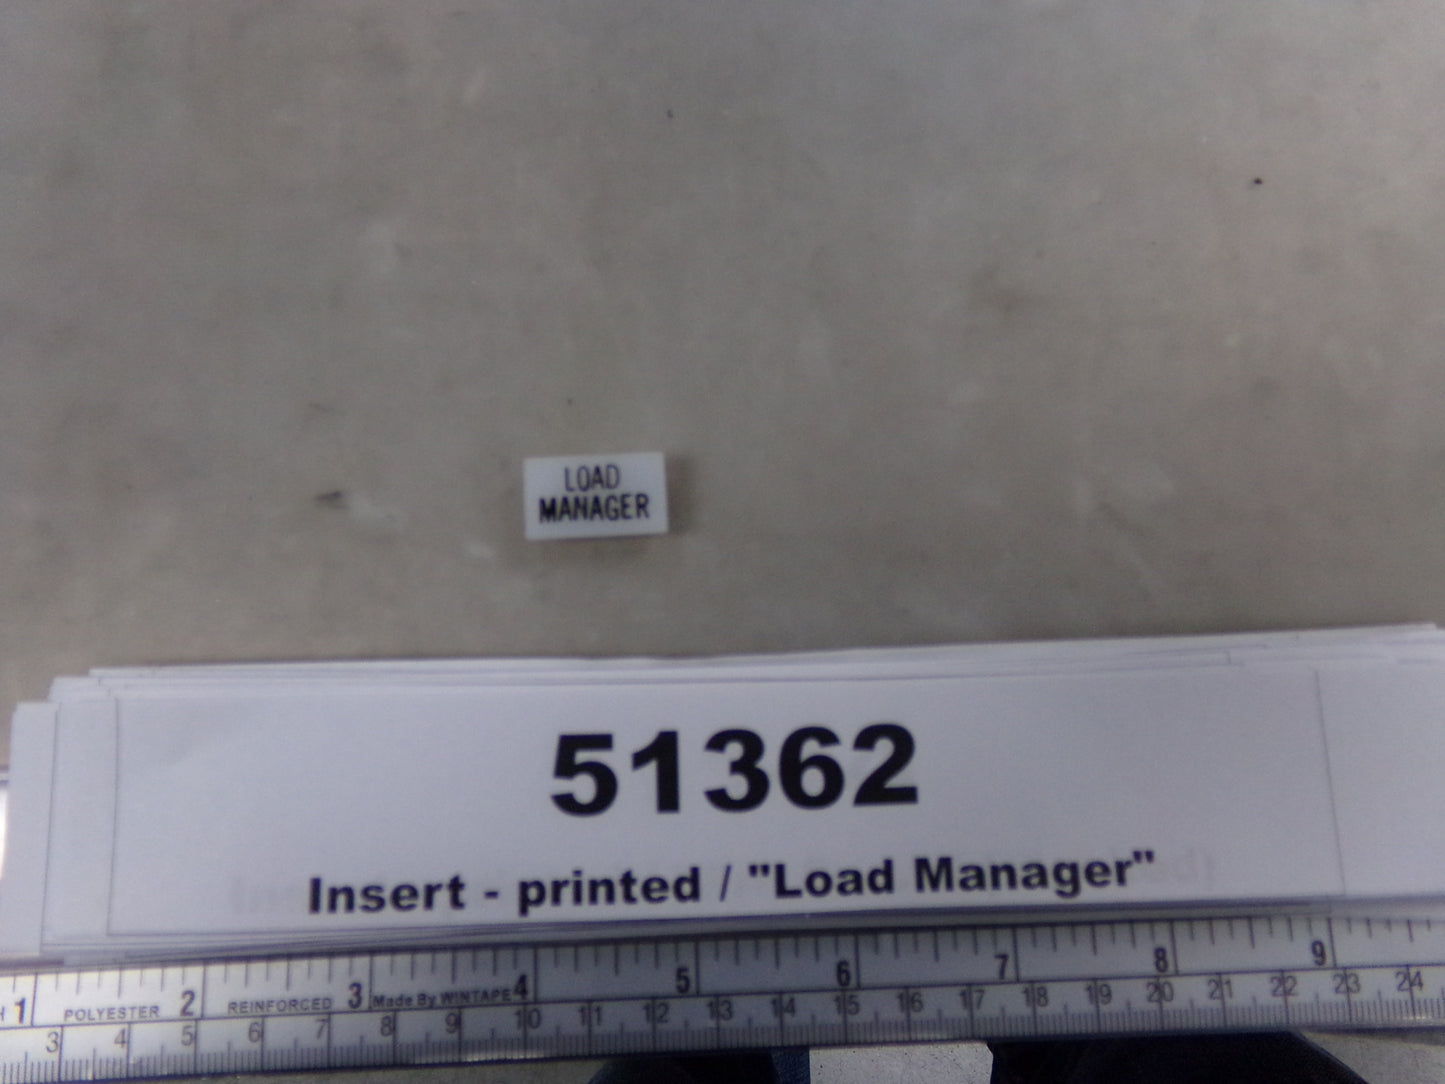 LOAD
MANAGER
51362
Insert - printed / "Load Manager"
1 POLYESTER 2 REINFORCED 3 Made By WINTAPE 4 5 6 7 8 9
3 4 5 6 7 8 9 10 11 12 13 14 15 16 17 18 19 20 21 22 23 24